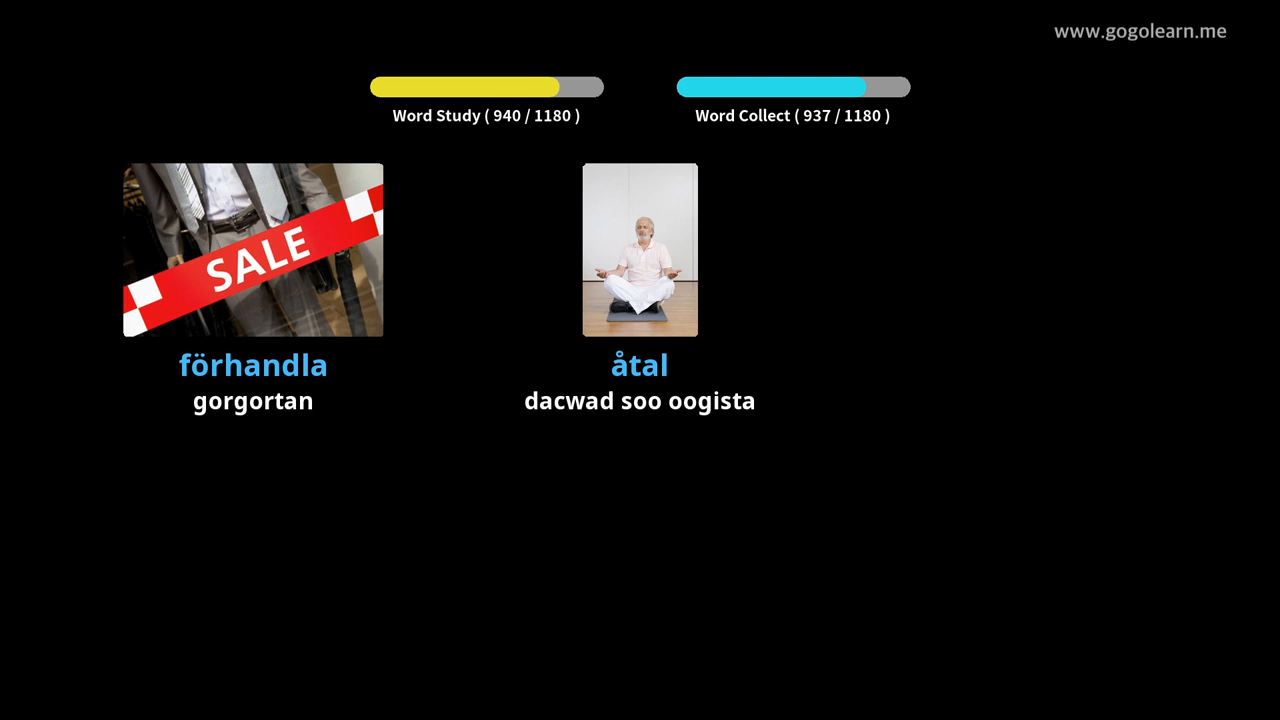 www.gogolearn.me
Word Study ( 940 / 1180 )
Word Collect ( 937 / 1180 )
SALE
förhandla
åtal
gorgortan
dacwad soo oogista